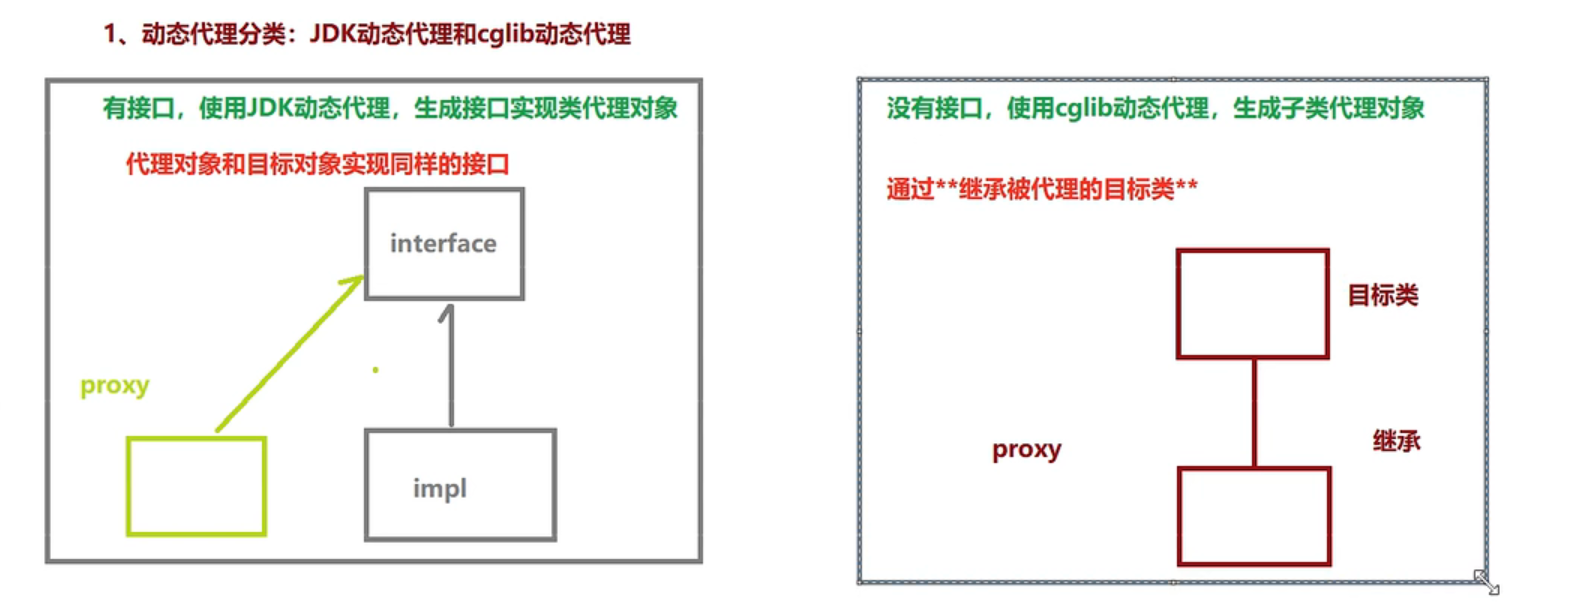 1、动态代理分类：JDK动态代理和cglib动态代理
有接口，使用JDK动态代理，生成接口实现类代理对象
代理对象和目标对象实现同样的接口
interface
proxy
impl
没有接口，使用cglib动态代理，生成子类代理对象
通过**继承被代理的目标类**
目标类
继承
proxy